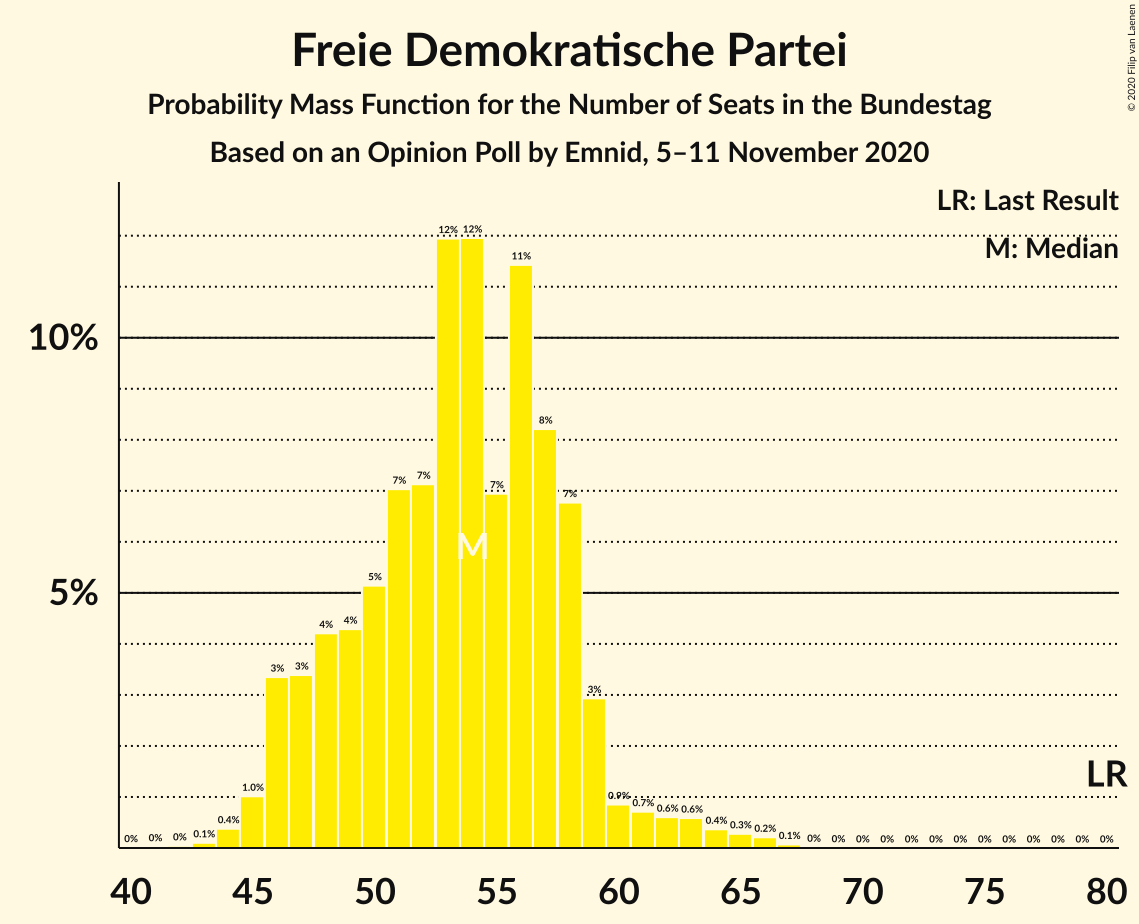 © 2020 Filip van Laenen
Freie Demokratische Partei
Probability Mass Function for the Number of Seats in the Bundestag
Based on an Opinion Poll by Emnid, 5–11 November 2020
LR: Last Result
M: Median
10%
5%
0% 0% 0% 0.1% 0.4% 1.0% 3% 3% 4% 4% 5% 7% 7% 12% 12% 7% 11% 8% 7% 3% 0.9% 0.7% 0.6% 0.6% 0.4% 0.3% 0.2% 0.1% 0% 0% 0% 0% 0% 0% 0% 0% 0% 0% 0% 0% 0%
M
LR
40 45 50 55 60 65 70 75 80